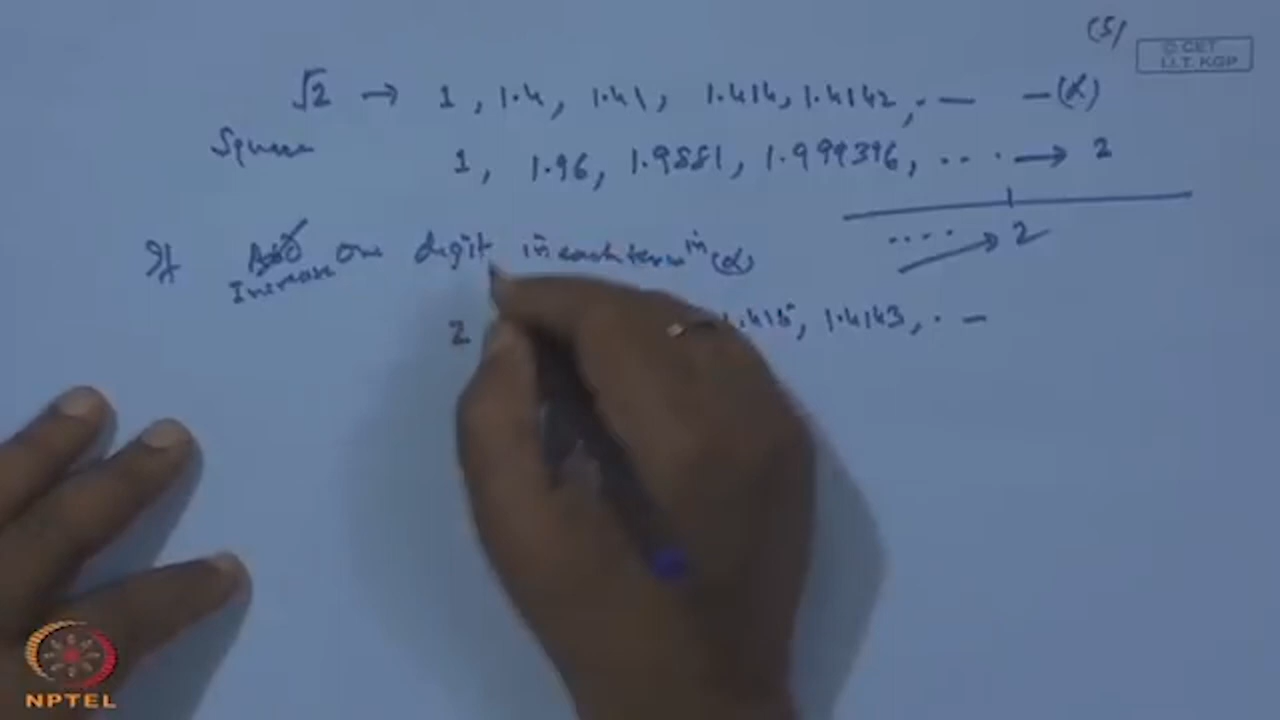 (5)
© CET
I.I.T. KGP
√2 → 1, 1.4, 1.41, 1.414, 1.4142, - — —(α)
Square
1, 1.96, 1.9881, 1.999396, .... → 2
.... → 2
If Add One digit in each term in (α)
Increase
2 1.415, 1.4143, . -
NPTEL